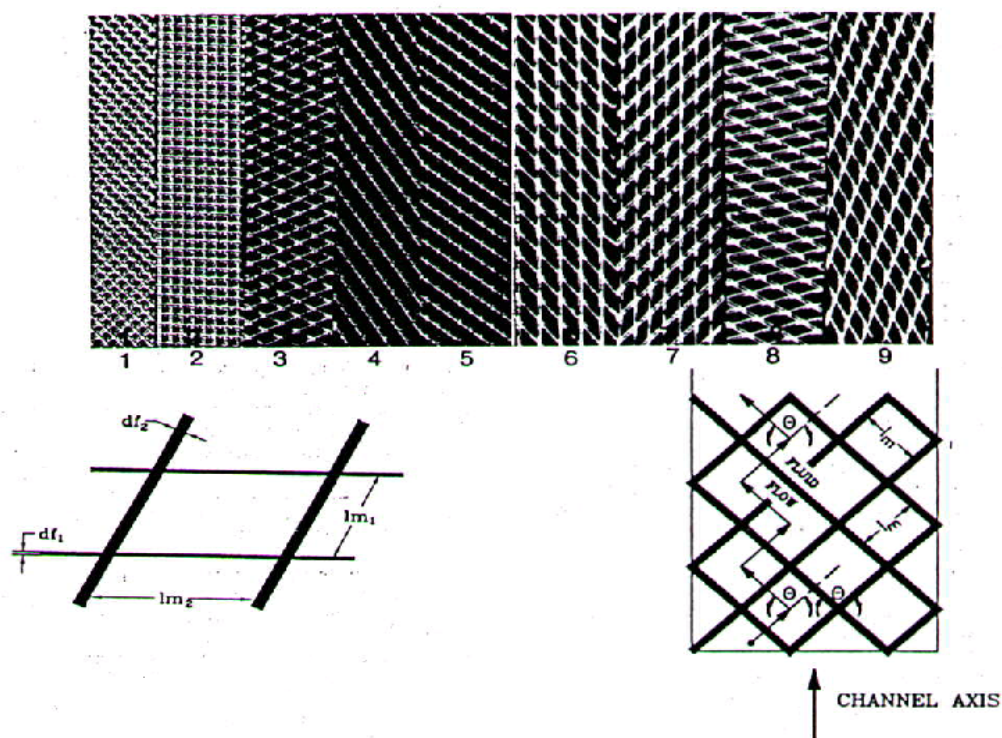 1 2 3 4 5 6 7 8 9
df₂
lm₁
df₁
lm₂
Θ
lm
FLUID
FLOW
lm
Θ Θ
CHANNEL AXIS